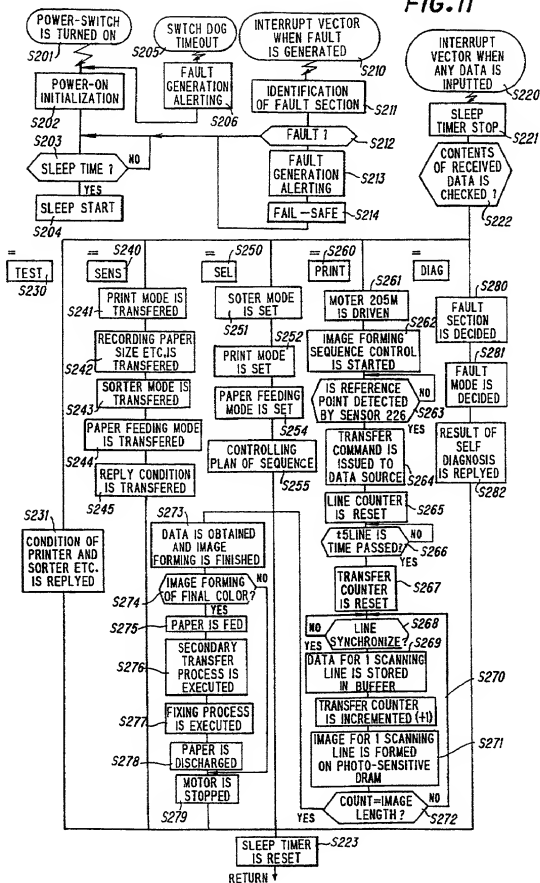 FIG. 11
POWER-SWITCH
IS TURNED ON
S201
POWER-ON
INITIALIZATION
S202
S203
SLEEP TIME ?
NO
YES
SLEEP START
S204
SWTCH DOG
TIMEOUT
S205
FAULT
GENERATION
ALERTING
S206
INTERRUPT VECTOR
WHEN FAULT
IS GENERATED
S210
IDENTIFICATION
OF FAULT SECTION
S211
FAULT ?
S212
FAULT
GENERATION
ALERTING
S213
FAIL-SAFE
S214
INTERRUPT
VECTOR WHEN
ANY DATA IS
INPUTTED
S220
SLEEP
TIMER STOP
S221
CONTENTS
OF RECEIVED
DATA IS
CHECKED ?
S222
=
TEST
S230
S231
CONDITION OF
PRINTER AND
SORTER ETC.
IS REPLYED
=
S240
SENS
S241
PRINT MODE IS
TRANSFERED
RECORDING PAPER
SIZE ETC, IS
TRANSFERED
S242
SORTER MODE IS
TRANSFERED
S243
PAPER FEEDING
MODE IS TRANSFERED
S244
REPLY CONDITION
IS TRANSFERED
S245
=
S250
SEL
SOTER MODE
IS SET
S251
S252
PRINT MODE
IS SET
PAPER FEEDING
MODE IS SET
S254
CONTROLLING
PLAN OF SEQUENCE
S255
=
S260
PRINT
S261
MOTER 205M
IS DRIVEN
S262
IMAGE FORMING
SEQUENCE CONTROL
IS STARTED
IS REFERENCE
POINT DETECTED
BY SENSOR 226
NO
S263
YES
TRANSFER
COMMAND IS
ISSUED TO
DATA SOURCE
S264
LINE COUNTER
IS RESET
S265
t5LINE IS
TIME PASSED?
NO
S266
YES
TRANSFER
COUNTER
IS RESET
S267
S268
NO
LINE
SYNCHRONIZE?
S269
YES
DATA FOR 1 SCANNING
LINE IS STORED
IN BUFFER
S270
TRANSFER COUNTER
IS INCREMENTED (+1)
IMAGE FOR 1 SCANNING
LINE IS FORMED
ON PHOTO-SENSITIVE
DRAM
S271
COUNT=IMAGE
LENGTH ?
NO
YES
S272
S273
DATA IS OBTAINED
AND IMAGE
FORMING IS FINISHED
S274
IMAGE FORMING
OF FINAL COLOR?
NO
YES
S275
PAPER IS FED
S276
SECONDARY
TRANSFER
PROCESS IS
EXECUTED
S277
FIXING PROCESS
IS EXECUTED
S278
PAPER IS
DISCHARGED
MOTOR IS
STOPPED
S279
=
DIAG
S280
FAULT
SECTION
IS DECIDED
S281
FAULT
MODE IS
DECIDED
RESULT OF
SELF
DIAGNOSIS
IS REPLYED
S282
SLEEP TIMER
IS RESET
S223
RETURN